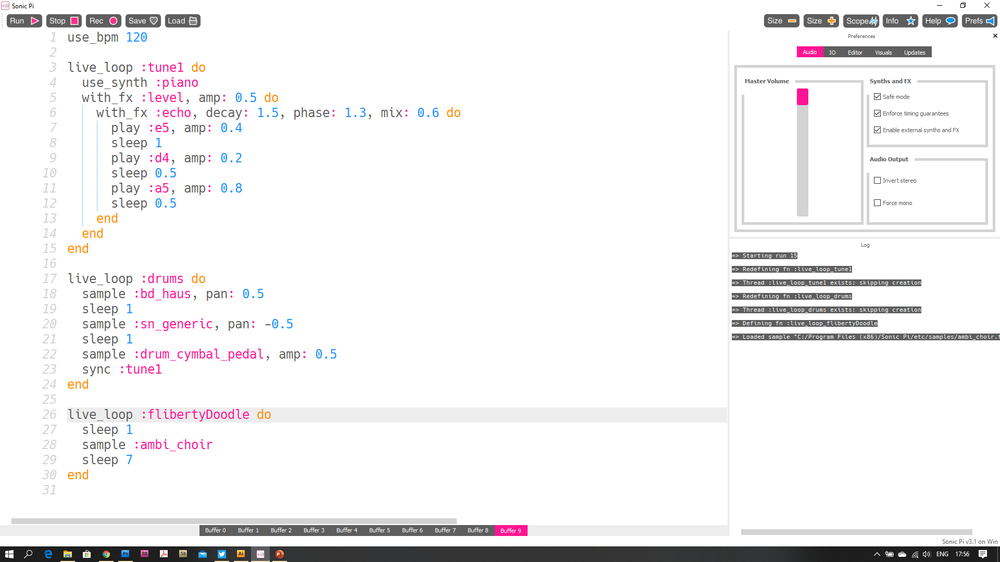 Sonic Pi
Run Stop Rec Save Load Size Size Scope Info Help Prefs
1 use_bpm 120
2
3 live_loop :tune1 do
4 use_synth :piano
5 with_fx :level, amp: 0.5 do
6 with_fx :echo, decay: 1.5, phase: 1.3, mix: 0.6 do
7 play :e5, amp: 0.4
8 sleep 1
9 play :d4, amp: 0.2
10 sleep 0.5
11 play :a5, amp: 0.8
12 sleep 0.5
13 end
14 end
15 end
16
17 live_loop :drums do
18 sample :bd_haus, pan: 0.5
19 sleep 1
20 sample :sn_generic, pan: -0.5
21 sleep 1
22 sample :drum_cymbal_pedal, amp: 0.5
23 sync :tune1
24 end
25
26 live_loop :flibertyDoodle do
27 sleep 1
28 sample :ambi_choir
29 sleep 7
30 end
31
Preferences
Audio IO Editor Visuals Updates
Master Volume
Synths and FX
Safe mode
Enforce timing guarantees
Enable external synths and FX
Audio Output
Invert stereo
Force mono
Log
=> Starting run 15
=> Redefining fn :live_loop_tune1
=> Thread :live_loop_tune1 exists: skipping creation
=> Redefining fn :live_loop_drums
=> Thread :live_loop_drums exists: skipping creation
=> Defining fn :live_loop_flibertyDoodle
=> Loaded sample "C:/Program Files (x86)/Sonic Pi/etc/samples/ambi_choir.
Buffer 0 Buffer 1 Buffer 2 Buffer 3 Buffer 4 Buffer 5 Buffer 6 Buffer 7 Buffer 8 Buffer 9
Sonic Pi v3.1 on Win
Ps ID Sb Ai P ENG 17:56